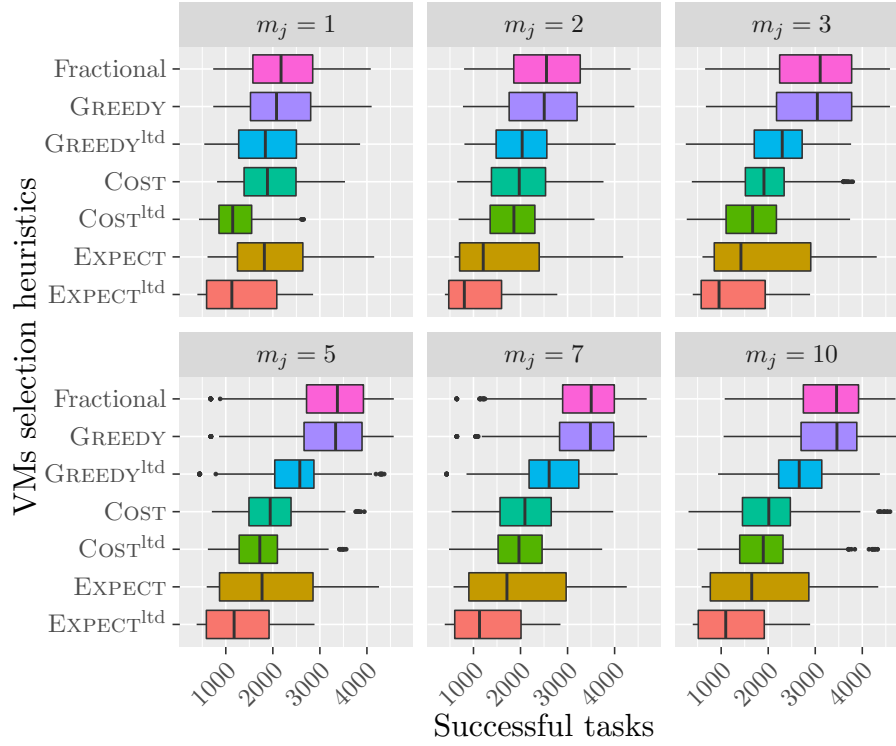 m_j = 1
m_j = 2
m_j = 3
Fractional
GREEDY
GREEDY^ltd
COST
COST^ltd
EXPECT
EXPECT^ltd
m_j = 5
m_j = 7
m_j = 10
Fractional
GREEDY
GREEDY^ltd
COST
COST^ltd
EXPECT
EXPECT^ltd
1000 2000 3000 4000
1000 2000 3000 4000
1000 2000 3000 4000
Successful tasks
VMs selection heuristics